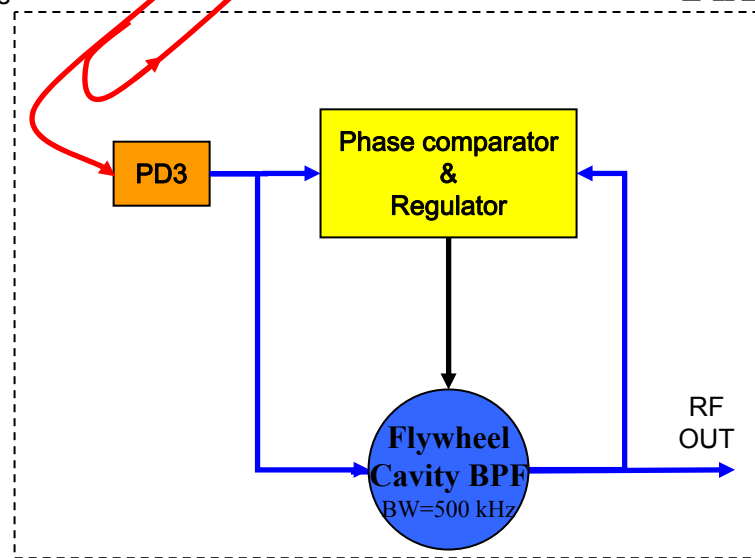 PD3
Phase comparator
&
Regulator
Flywheel
Cavity BPF
BW=500 kHz
RF
OUT